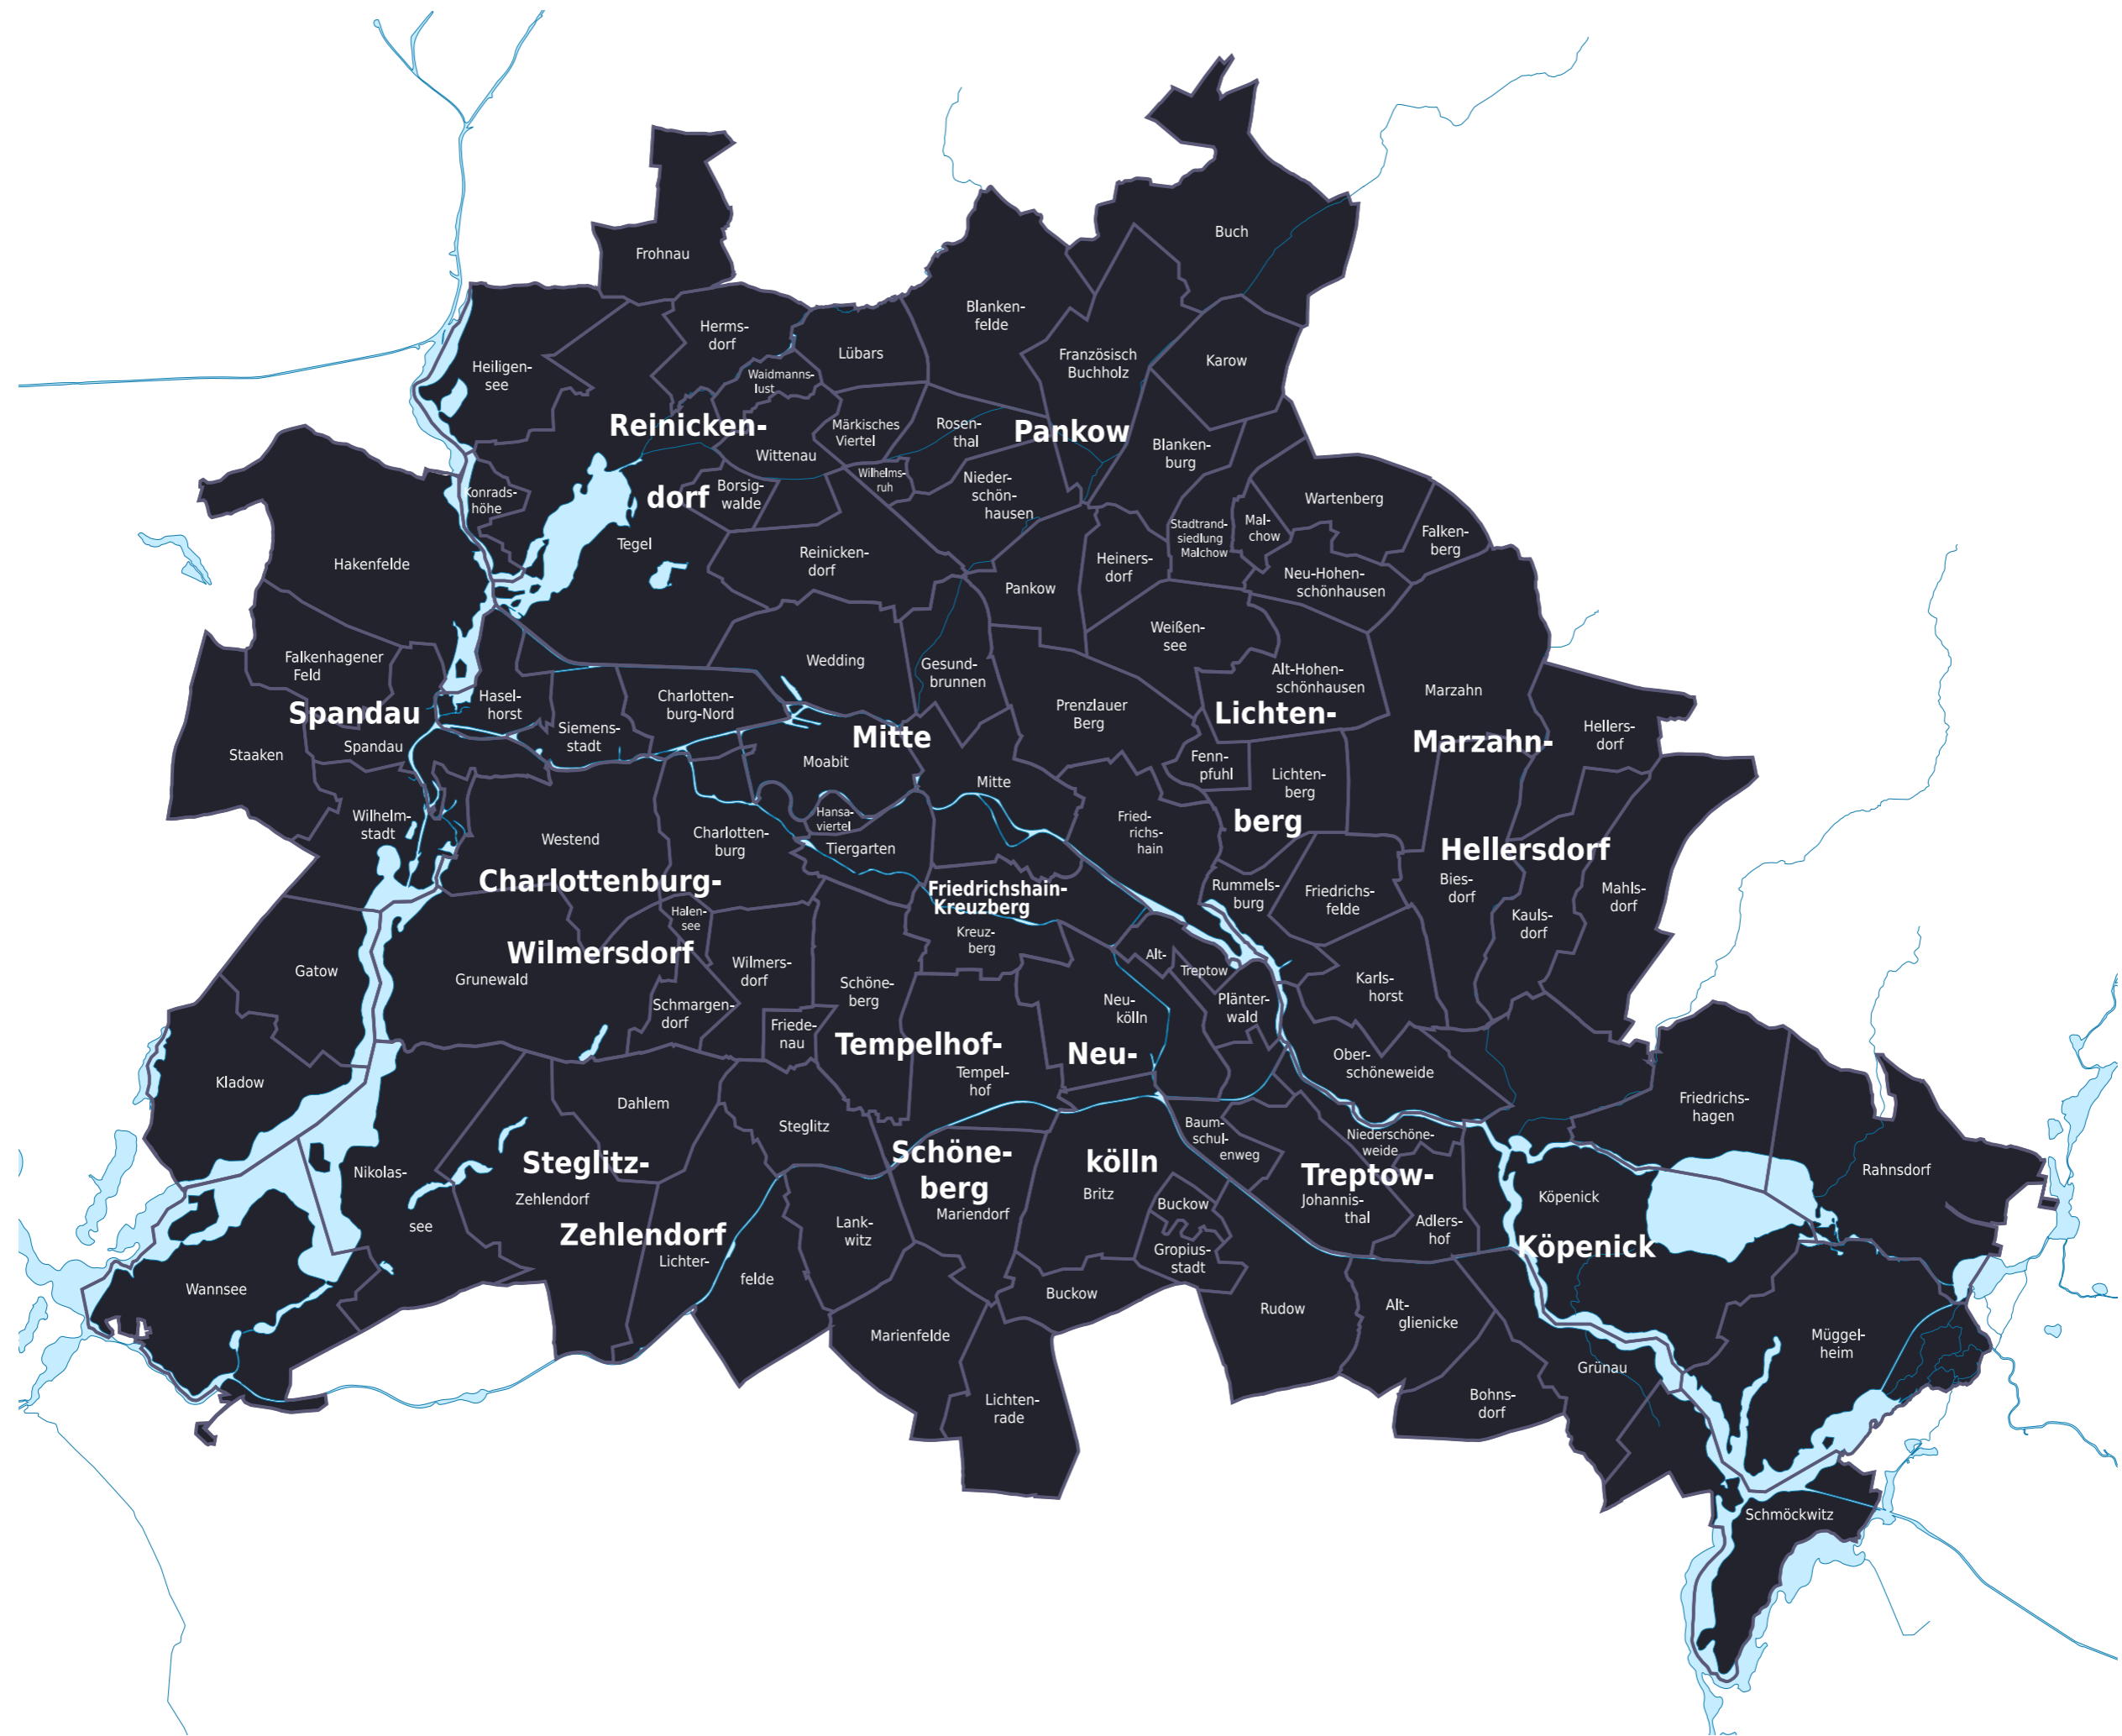 Buch
Frohnau
Blanken-
felde
Herms-
dorf
Lübars
Französisch
Buchholz
Karow
Heiligen-
see
Waidmanns-
lust
Reinicken-
dorf
Märkisches
Viertel
Rosen-
thal
Pankow
Blanken-
burg
Wittenau
Wilhelms-
ruh
Nieder-
schön-
hausen
Borsig-
walde
Konrads-
höhe
Wartenberg
Mal-
chow
Stadtrand-
siedlung
Malchow
Falken-
berg
Tegel
Hakenfelde
Reinicken-
dorf
Heiners-
dorf
Pankow
Neu-Hohen-
schönhausen
Weißen-
see
Falkenhagener
Feld
Wedding
Gesund-
brunnen
Alt-Hohen-
schönhausen
Marzahn
Hasel-
horst
Charlotten-
burg-Nord
Prenzlauer
Berg
Spandau
Lichten-
berg
Siemens-
stadt
Mitte
Marzahn-
Hellersdorf
Hellers-
dorf
Staaken
Spandau
Moabit
Fenn-
pfuhl
Lichten-
berg
Mitte
Wilhelm-
stadt
Westend
Charlotten-
burg
Hansa-
viertel
Tiergarten
Fried-
richs-
hain
Charlottenburg-
Wilmersdorf
Friedrichshain-
Kreuzberg
Kreuz-
berg
Rummels-
burg
Friedrichs-
felde
Bies-
dorf
Kauls-
dorf
Mahls-
dorf
Halen-
see
Gatow
Grunewald
Wilmers-
dorf
Schöne-
berg
Alt-
Treptow
Karls-
horst
Schmargen-
dorf
Friede-
nau
Neu-
kölln
Plänter-
wald
Tempelhof-
Schöne-
berg
Neu-
kölln
Ober-
schöneweide
Kladow
Tempel-
hof
Dahlem
Steglitz
Friedrichs-
hagen
Baum-
schul-
enweg
Niederschöne-
weide
Steglitz-
Zehlendorf
Treptow-
Köpenick
Nikolas-
see
Zehlendorf
Rahnsdorf
Britz
Buckow
Johannis-
thal
Köpenick
Mariendorf
Lank-
witz
Adlers-
hof
Gropius-
stadt
Lichter-
felde
Wannsee
Buckow
Rudow
Alt-
glienicke
Marienfelde
Müggel-
heim
Grünau
Lichten-
rade
Bohns-
dorf
Schmöckwitz